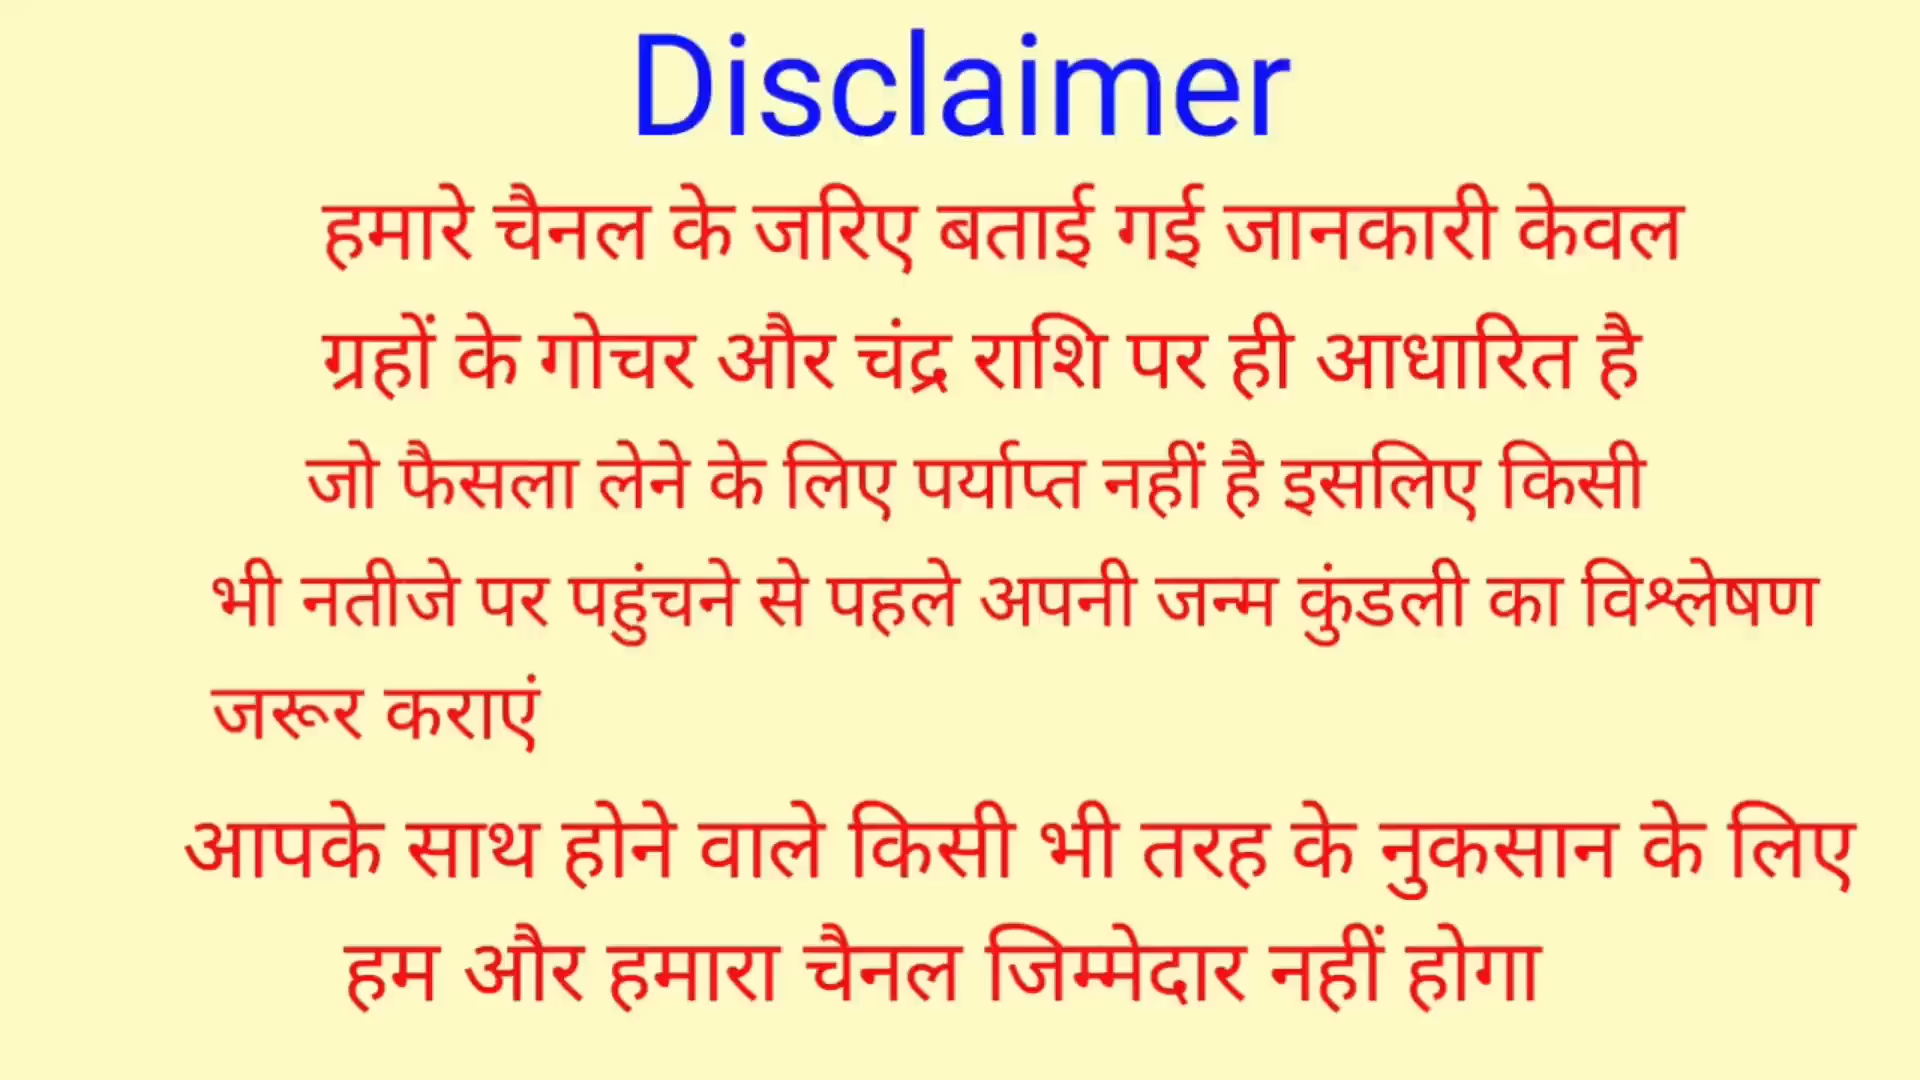 Disclaimer
हमारे चैनल के जरिए बताई गई जानकारी केवल
ग्रहों के गोचर और चंद्र राशि पर ही आधारित है
जो फैसला लेने के लिए पर्याप्त नहीं है इसलिए किसी
भी नतीजे पर पहुंचने से पहले अपनी जन्म कुंडली का विश्लेषण
जरूर कराएं
आपके साथ होने वाले किसी भी तरह के नुकसान के लिए
हम और हमारा चैनल जिम्मेदार नहीं होगा